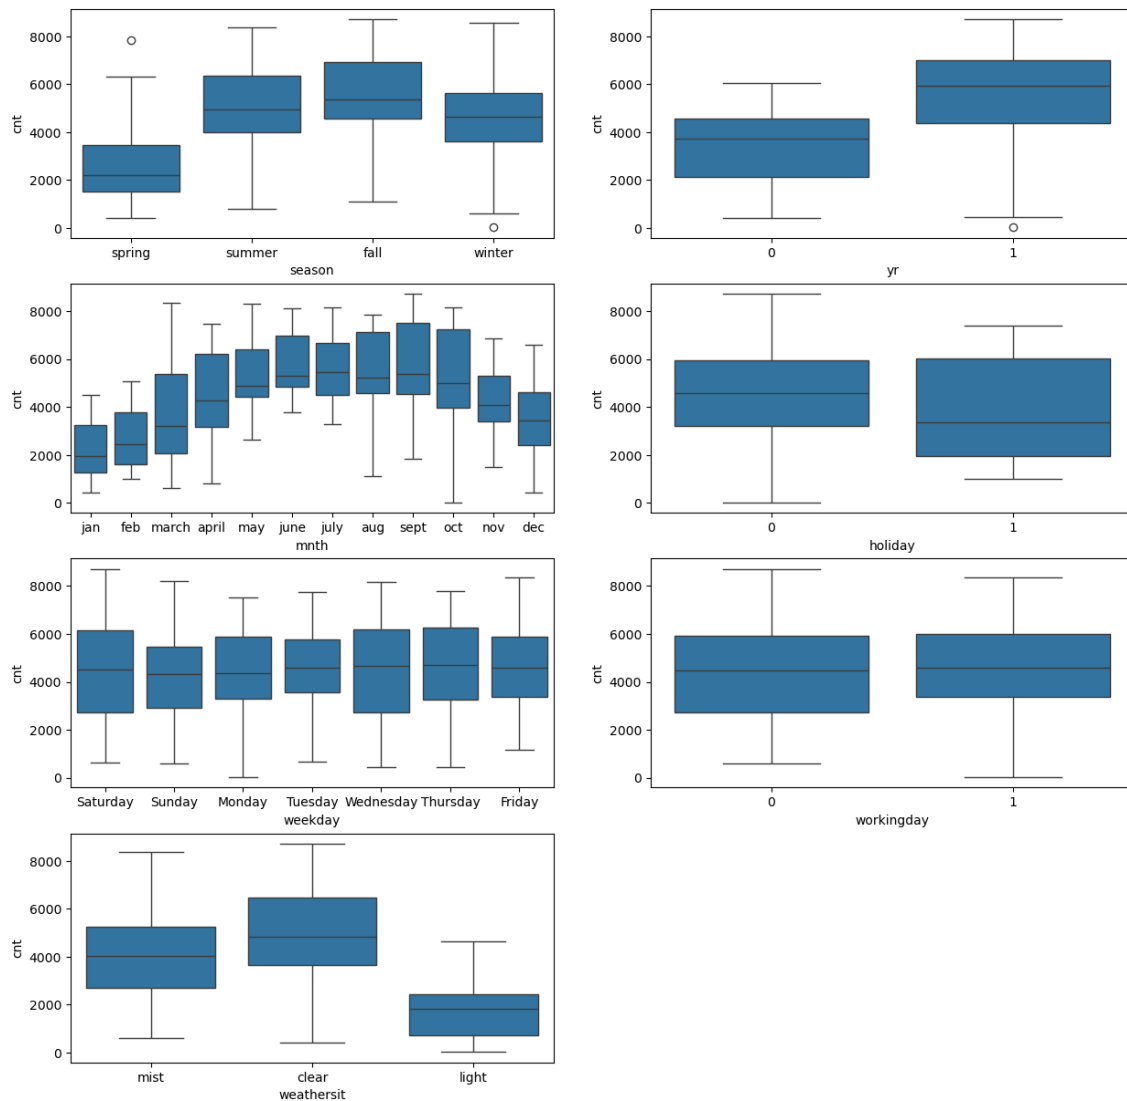 cnt
8000
6000
4000
2000
0
spring summer fall winter
season
cnt
8000
6000
4000
2000
0
0 1
yr
cnt
8000
6000
4000
2000
0
jan feb march april may june july aug sept oct nov dec
mnth
cnt
8000
6000
4000
2000
0
0 1
holiday
cnt
8000
6000
4000
2000
0
Saturday Sunday Monday Tuesday Wednesday Thursday Friday
weekday
cnt
8000
6000
4000
2000
0
0 1
workingday
cnt
8000
6000
4000
2000
0
mist clear light
weathersit